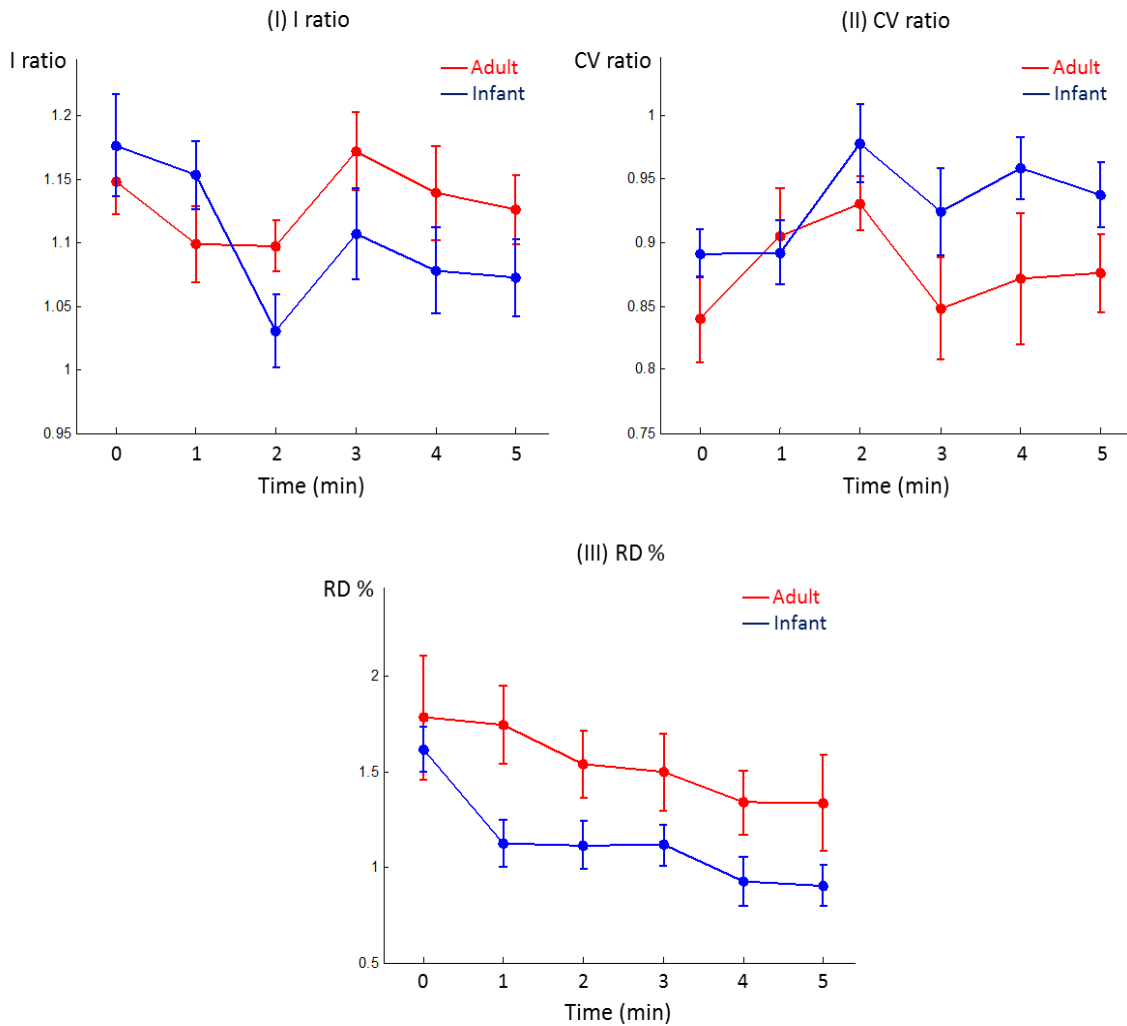 (I) I ratio
I ratio
Adult
Infant
1.2
1.15
1.1
1.05
1
0.95
0 1 2 3 4 5
Time (min)
(II) CV ratio
CV ratio
Adult
Infant
1
0.95
0.9
0.85
0.8
0.75
0 1 2 3 4 5
Time (min)
(III) RD %
RD %
Adult
Infant
2
1.5
1
0.5
0 1 2 3 4 5
Time (min)